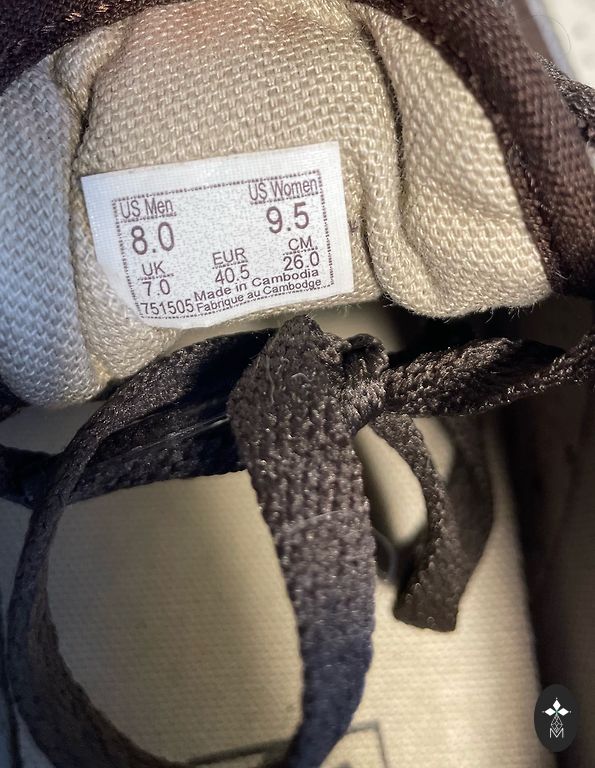 US Men US Women
8.0 9.5
UK EUR CM
7.0 40.5 26.0
Made in Cambodia
751505 Fabrique au Cambodge